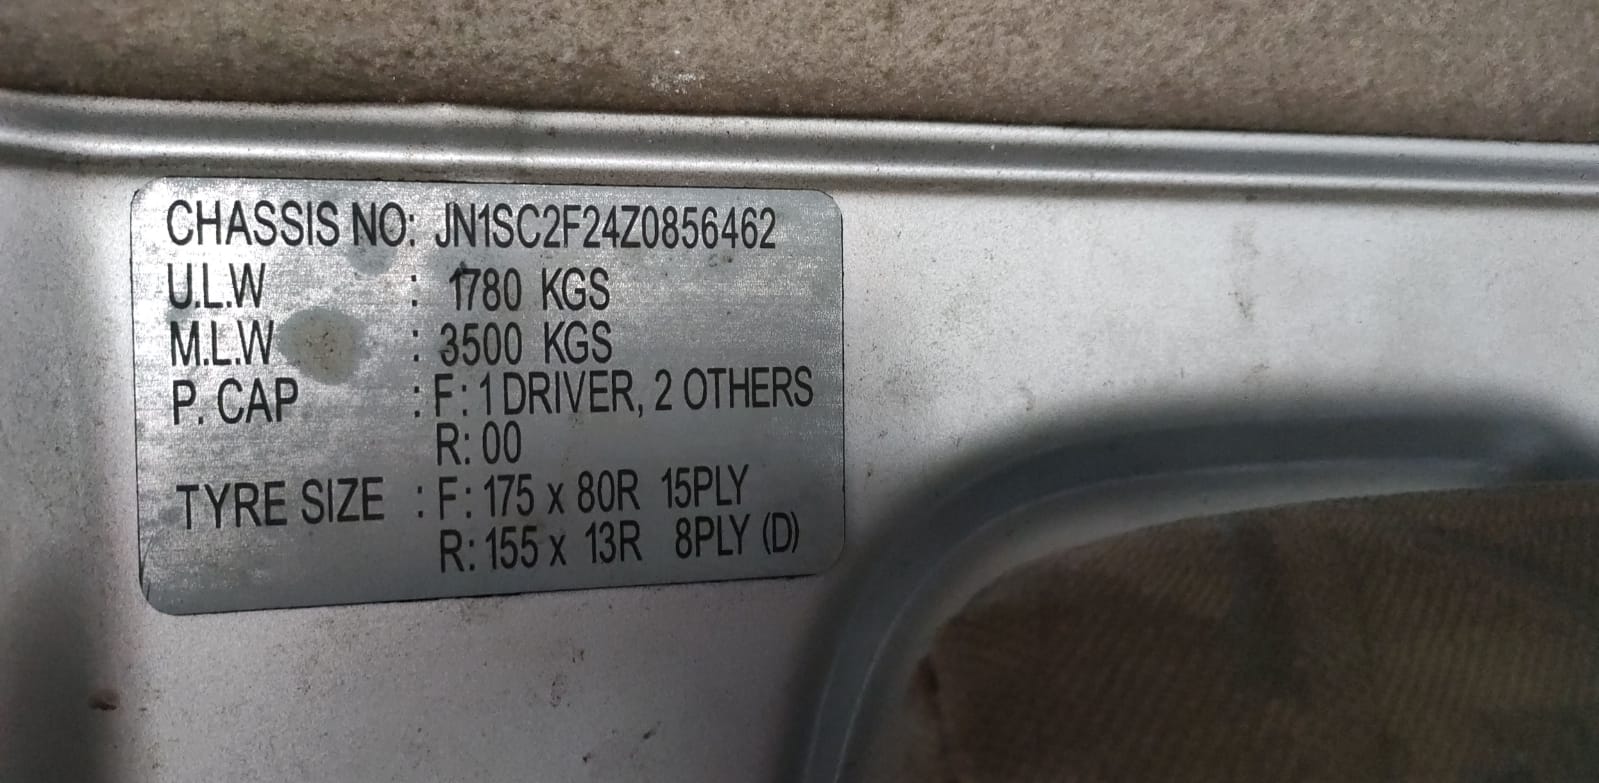 CHASSIS NO: JN1SC2F24Z0856462
U.L.W : 1780 KGS
M.L.W : 3500 KGS
P. CAP : F: 1 DRIVER, 2 OTHERS
R: 00
TYRE SIZE : F: 175 x 80R 15PLY
R: 155 x 13R 8PLY (D)